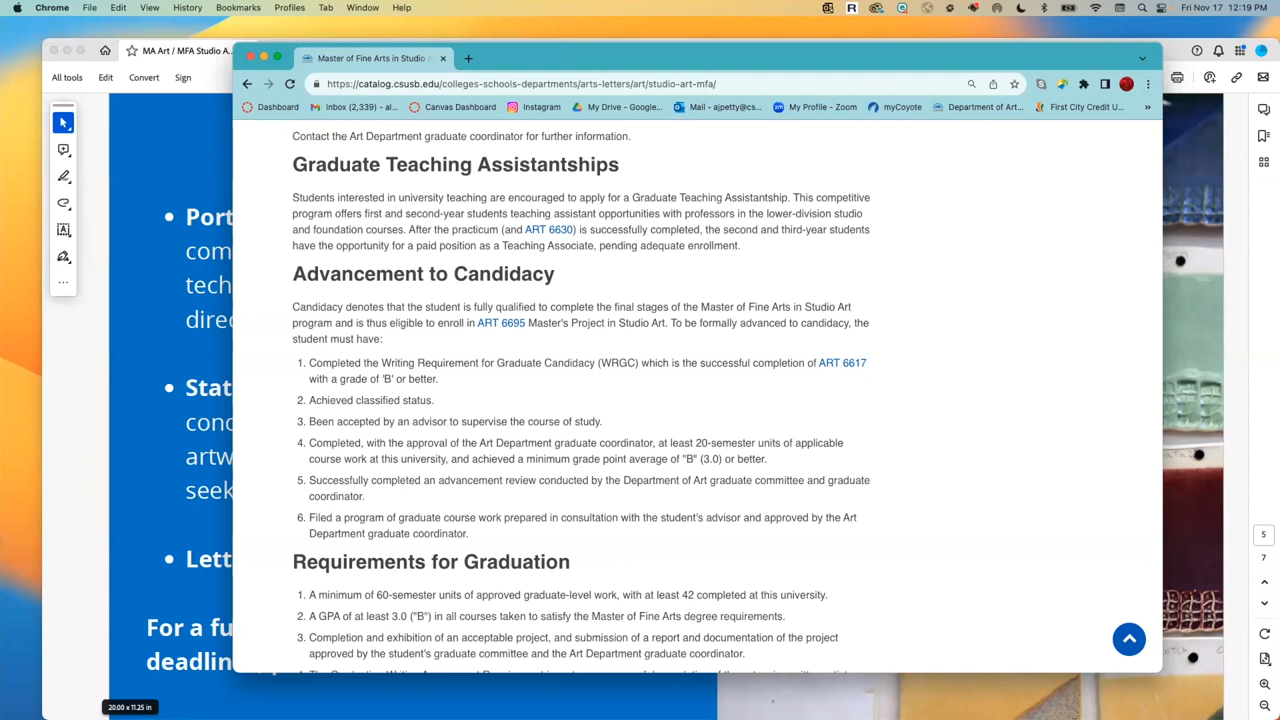 Chrome File Edit View History Bookmarks Profiles Tab Window Help
Fri Nov 17 12:19 PM
MA Art / MFA Studio A...
All tools Edit Convert Sign
Master of Fine Arts in Studio
https://catalog.csusb.edu/colleges-schools-departments/arts-letters/art/studio-art-mfa/
Dashboard Inbox (2,339) - al... Canvas Dashboard Instagram My Drive - Google... Mail - ajpetty@cs... My Profile - Zoom myCoyote Department of Art... First City Credit U... »
Contact the Art Department graduate coordinator for further information.
Graduate Teaching Assistantships
Students interested in university teaching are encouraged to apply for a Graduate Teaching Assistantship. This competitive
program offers first and second-year students teaching assistant opportunities with professors in the lower-division studio
and foundation courses. After the practicum (and ART 6630) is successfully completed, the second and third-year students
have the opportunity for a paid position as a Teaching Associate, pending adequate enrollment.
Advancement to Candidacy
Candidacy denotes that the student is fully qualified to complete the final stages of the Master of Fine Arts in Studio Art
program and is thus eligible to enroll in ART 6695 Master's Project in Studio Art. To be formally advanced to candidacy, the
student must have:
1. Completed the Writing Requirement for Graduate Candidacy (WRGC) which is the successful completion of ART 6617
with a grade of 'B' or better.
2. Achieved classified status.
3. Been accepted by an advisor to supervise the course of study.
4. Completed, with the approval of the Art Department graduate coordinator, at least 20-semester units of applicable
course work at this university, and achieved a minimum grade point average of "B" (3.0) or better.
5. Successfully completed an advancement review conducted by the Department of Art graduate committee and graduate
coordinator.
6. Filed a program of graduate course work prepared in consultation with the student's advisor and approved by the Art
Department graduate coordinator.
Requirements for Graduation
1. A minimum of 60-semester units of approved graduate-level work, with at least 42 completed at this university.
2. A GPA of at least 3.0 ("B") in all courses taken to satisfy the Master of Fine Arts degree requirements.
3. Completion and exhibition of an acceptable project, and submission of a report and documentation of the project
approved by the student's graduate committee and the Art Department graduate coordinator.
• Port
com
tech
direc
• Stat
conc
artw
seek
• Lett
For a fu
deadlin
20.00 x 11.25 in
5
7